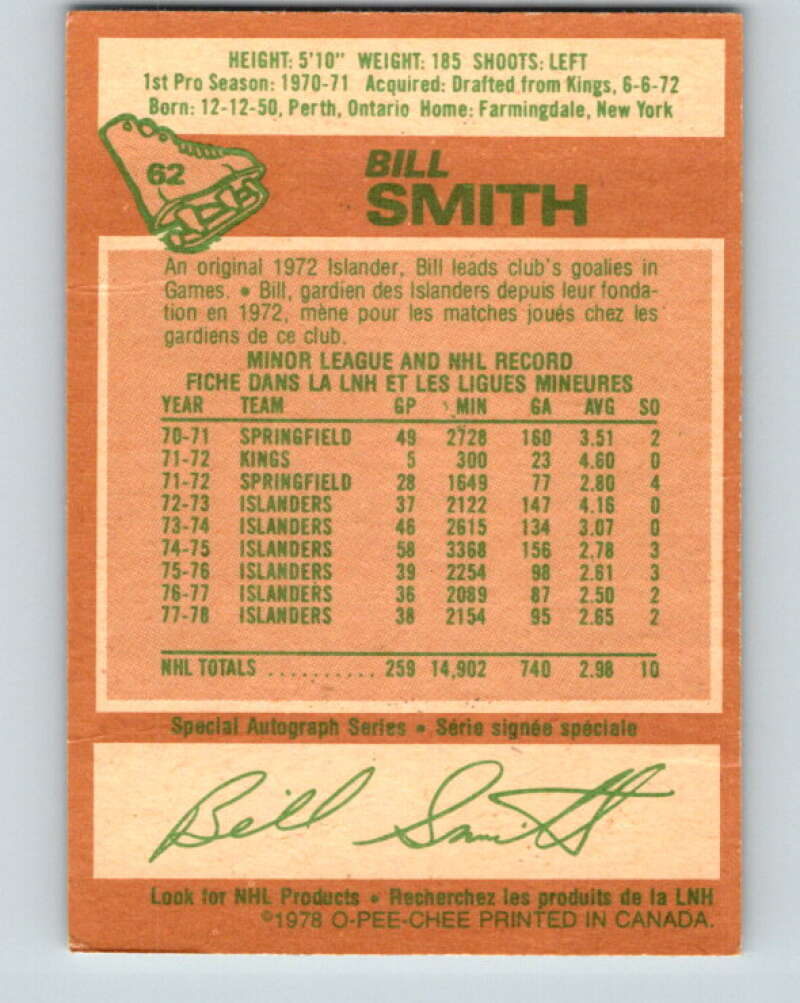 HEIGHT: 5'10" WEIGHT: 185 SHOOTS: LEFT
1st Pro Season: 1970-71 Acquired: Drafted from Kings, 6-6-72
Born: 12-12-50, Perth, Ontario Home: Farmingdale, New York
62
BILL
SMITH
An original 1972 Islander, Bill leads club's goalies in
Games. • Bill, gardien des Islanders depuis leur fonda-
tion en 1972, mène pour les matches joués chez les
gardiens de ce club.
MINOR LEAGUE AND NHL RECORD
FICHE DANS LA LNH ET LES LIGUES MINEURES
YEAR TEAM GP MIN GA AVG SO
70-71 SPRINGFIELD 49 2728 160 3.51 2
71-72 KINGS 5 300 23 4.60 0
71-72 SPRINGFIELD 28 1649 77 2.80 4
72-73 ISLANDERS 37 2122 147 4.16 0
73-74 ISLANDERS 46 2615 134 3.07 0
74-75 ISLANDERS 58 3368 156 2.78 3
75-76 ISLANDERS 39 2254 98 2.61 3
76-77 ISLANDERS 36 2089 87 2.50 2
77-78 ISLANDERS 38 2154 95 2.65 2
NHL TOTALS .......... 259 14,902 740 2.98 10
Special Autograph Series • Série signée spéciale
Bill Smith
Look for NHL Products • Recherchez les produits de la LNH
©1978 O-PEE-CHEE PRINTED IN CANADA.